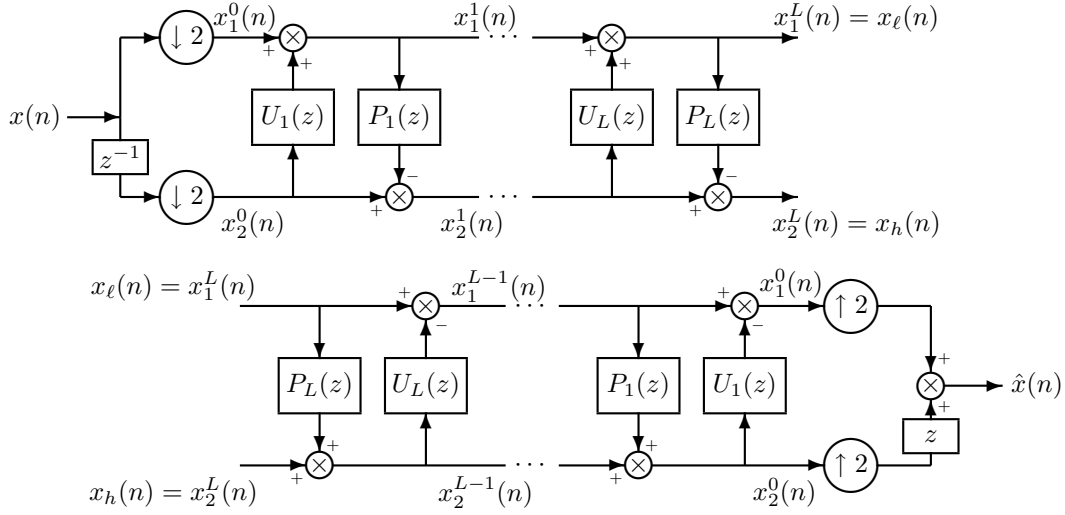 x_1^0(n) x_1^1(n) x_1^L(n) = x_ℓ(n)
↓ 2 + × + · · · + × +
x(n) U_1(z) P_1(z) U_L(z) P_L(z)
z^{-1}
↓ 2 + × − · · · + × −
x_2^0(n) x_2^1(n) x_2^L(n) = x_h(n)
x_ℓ(n) = x_1^L(n) + × − x_1^{L-1}(n) · · · + × − x_1^0(n) ↑ 2
P_L(z) U_L(z) P_1(z) U_1(z) + × + x̂(n)
z
x_h(n) = x_2^L(n) + × + x_2^{L-1}(n) · · · + × + x_2^0(n) ↑ 2